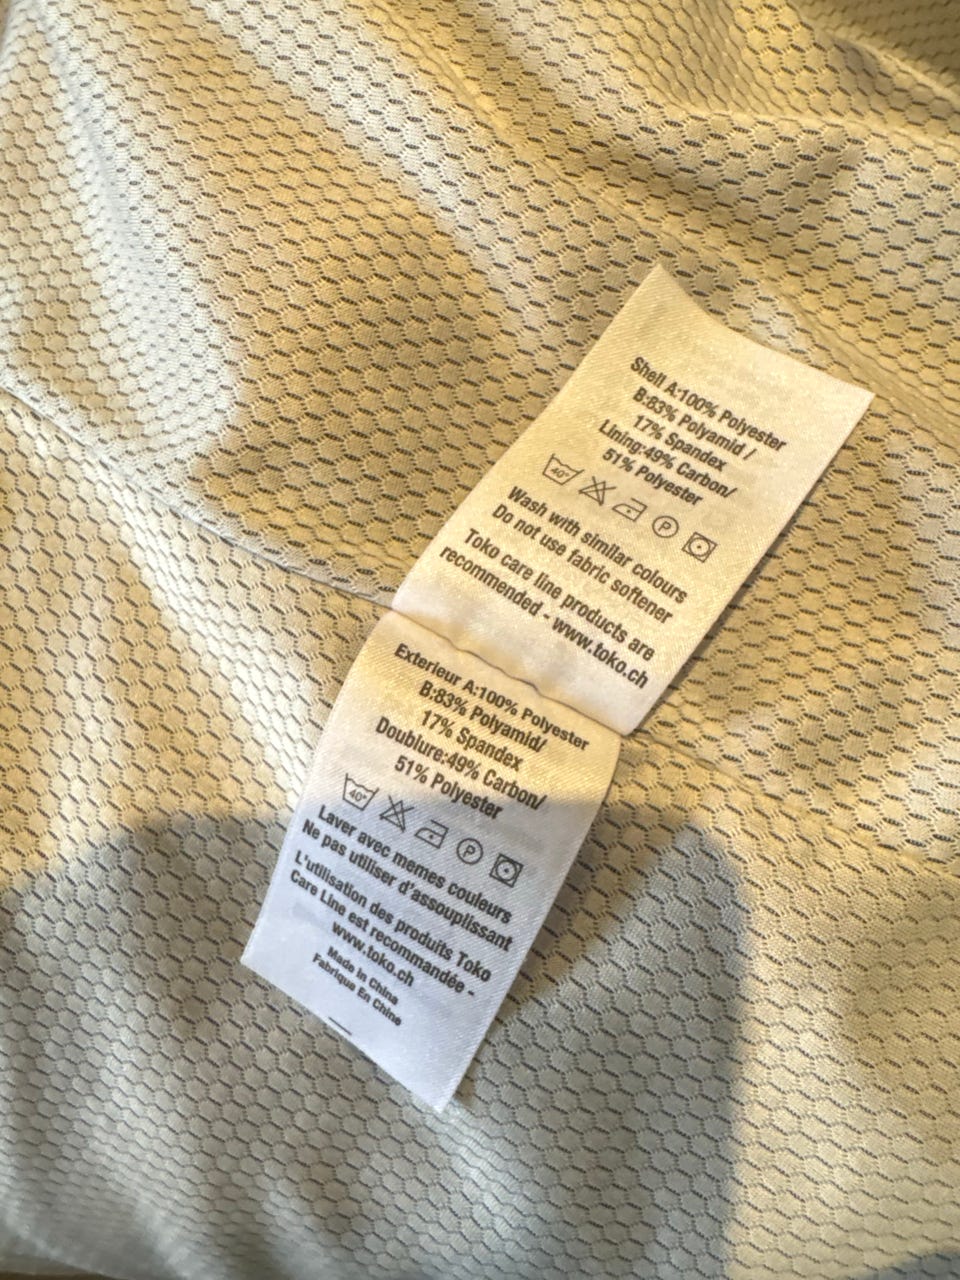 Shell A:100% Polyester
B:83% Polyamid /
17% Spandex
Lining:49% Carbon/
51% Polyester
40° P
Wash with similar colours
Do not use fabric softener
Toko care line products are
recommended - www.toko.ch
Exterieur A:100% Polyester
B:83% Polyamid/
17% Spandex
Doublure:49% Carbon/
51% Polyester
40° P
Laver avec memes couleurs
Ne pas utiliser d'assouplissant
L'utilisation des produits Toko
Care Line est recommandée -
www.toko.ch
Made In China
Fabrique En Chine